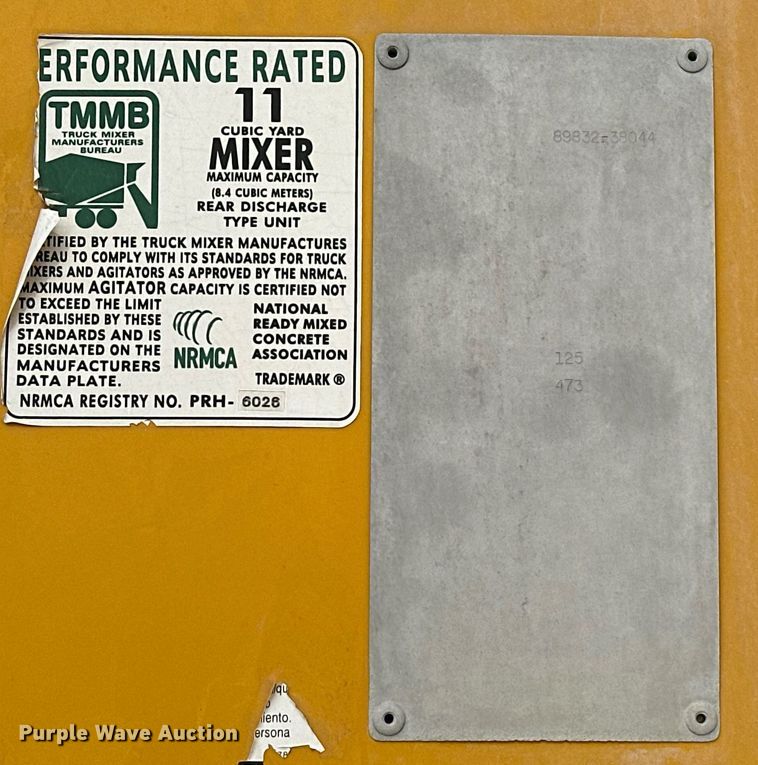 ERFORMANCE RATED
TMMB
TRUCK MIXER
MANUFACTURERS
BUREAU
11
CUBIC YARD
MIXER
MAXIMUM CAPACITY
(8.4 CUBIC METERS)
REAR DISCHARGE
TYPE UNIT
TIFIED BY THE TRUCK MIXER MANUFACTURES
REAU TO COMPLY WITH ITS STANDARDS FOR TRUCK
IXERS AND AGITATORS AS APPROVED BY THE NRMCA.
MAXIMUM AGITATOR CAPACITY IS CERTIFIED NOT
TO EXCEED THE LIMIT
ESTABLISHED BY THESE
STANDARDS AND IS
DESIGNATED ON THE
MANUFACTURERS
DATA PLATE.
NRMCA
NATIONAL
READY MIXED
CONCRETE
ASSOCIATION
TRADEMARK ®
NRMCA REGISTRY NO. PRH- 6028
89832-38044
125
473
iento.
ersona
Purple Wave Auction